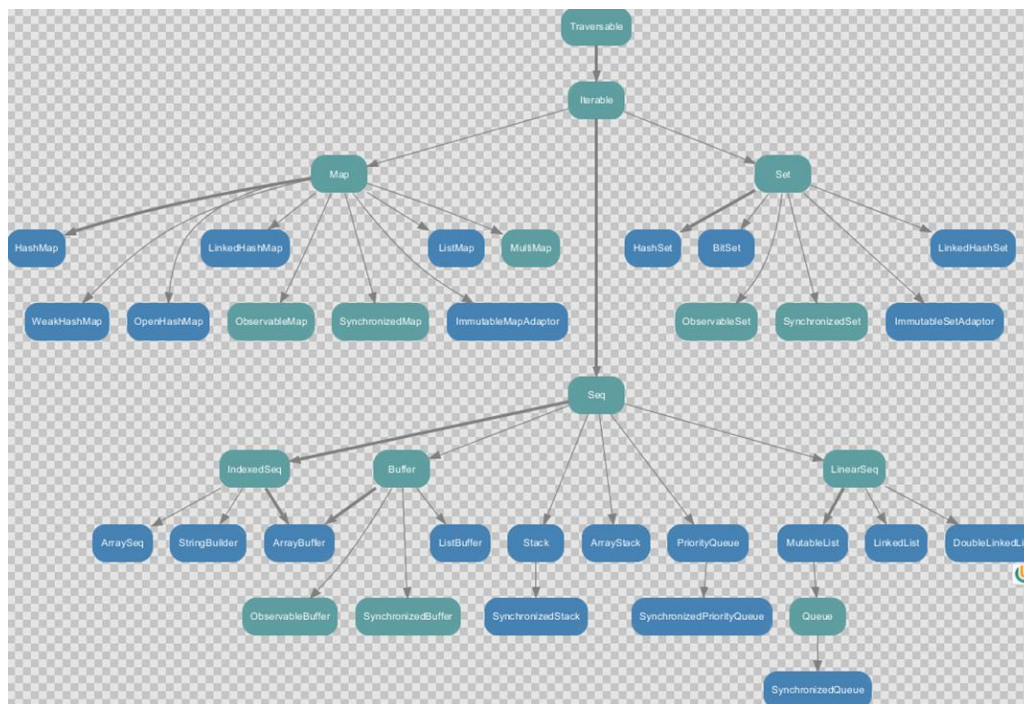 Traversable
Iterable
Map
Set
HashMap
LinkedHashMap
ListMap
MultiMap
HashSet
BitSet
LinkedHashSet
WeakHashMap
OpenHashMap
ObservableMap
SynchronizedMap
ImmutableMapAdaptor
ObservableSet
SynchronizedSet
ImmutableSetAdaptor
Seq
IndexedSeq
Buffer
LinearSeq
ArraySeq
StringBuilder
ArrayBuffer
ListBuffer
Stack
ArrayStack
PriorityQueue
MutableList
LinkedList
DoubleLinkedLi
ObservableBuffer
SynchronizedBuffer
SynchronizedStack
SynchronizedPriorityQueue
Queue
SynchronizedQueue